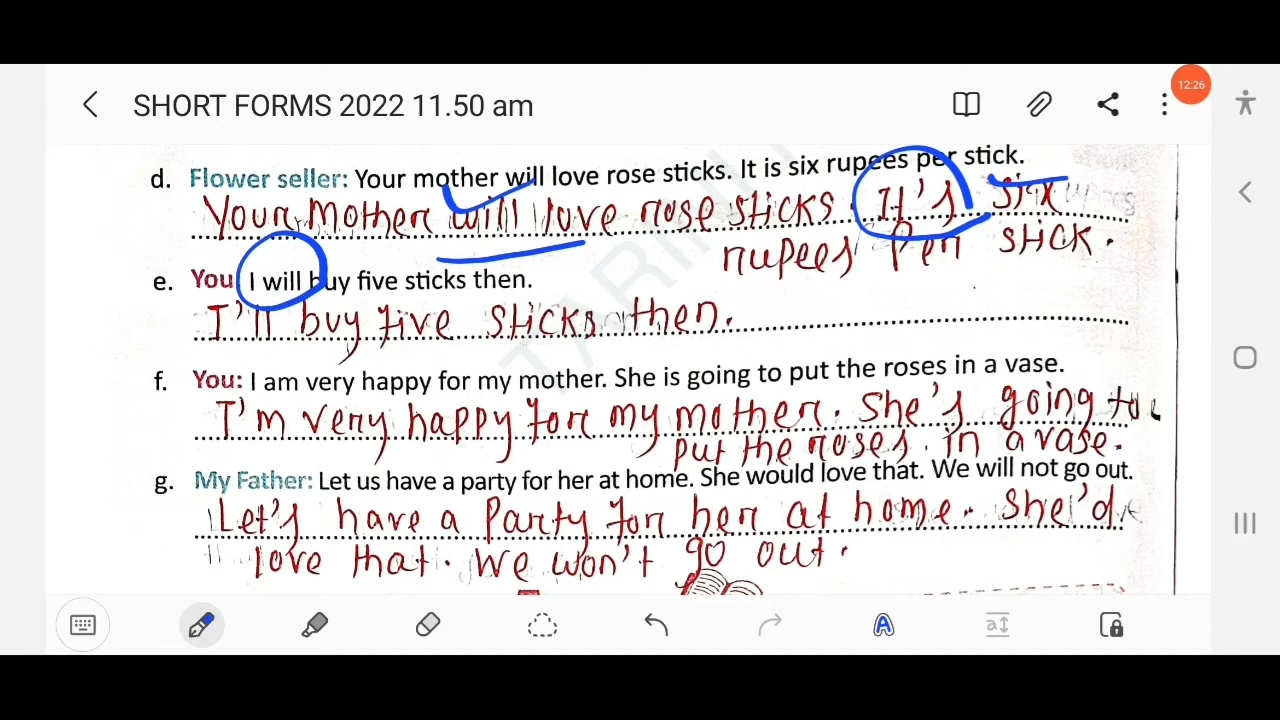 12:26
SHORT FORMS 2022 11.50 am
d. Flower seller: Your mother will love rose sticks. It is six rupees per stick.
Your mother will love rose sticks. It's six
rupees per stick.
e. You: I will buy five sticks then.
I'll buy five sticks then.
f. You: I am very happy for my mother. She is going to put the roses in a vase.
I'm very happy for my mother. She's going to
put the roses in a vase.
g. My Father: Let us have a party for her at home. She would love that. We will not go out.
Let's have a party for her at home. She'd
love that. We won't go out.